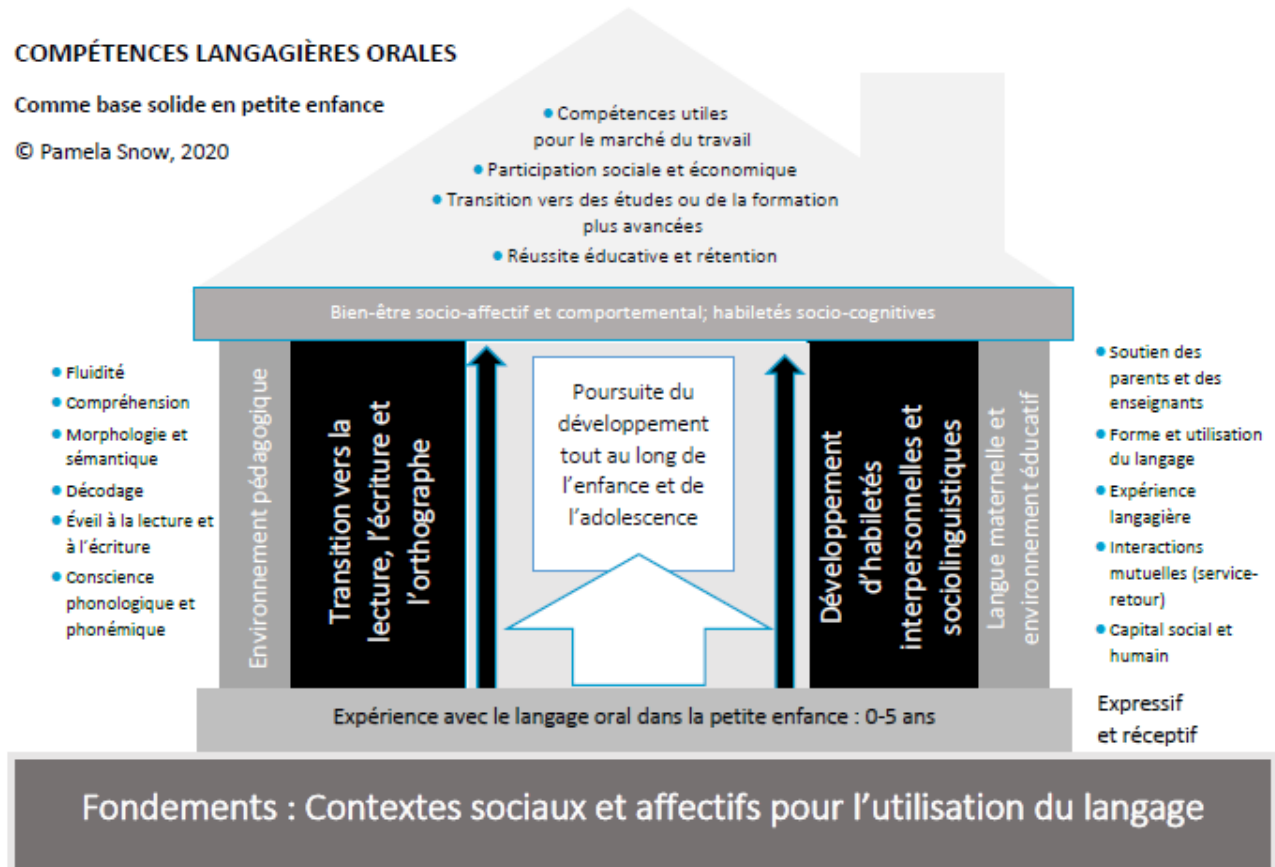 COMPÉTENCES LANGAGIÈRES ORALES
Comme base solide en petite enfance
© Pamela Snow, 2020
• Compétences utiles
pour le marché du travail
• Participation sociale et économique
• Transition vers des études ou de la formation
plus avancées
• Réussite éducative et rétention
Bien-être socio-affectif et comportemental; habiletés socio-cognitives
• Fluidité
• Compréhension
• Morphologie et
sémantique
• Décodage
• Éveil à la lecture et
à l'écriture
• Conscience
phonologique et
phonémique
Environnement pédagogique
Transition vers la
lecture, l'écriture et
l'orthographe
Poursuite du
développement
tout au long de
l'enfance et de
l'adolescence
Développement
d'habiletés
interpersonnelles et
sociolinguistiques
Langue maternelle et
environnement éducatif
• Soutien des
parents et des
enseignants
• Forme et utilisation
du langage
• Expérience
langagière
• Interactions
mutuelles (service-
retour)
• Capital social et
humain
Expérience avec le langage oral dans la petite enfance : 0-5 ans
Expressif
et réceptif
Fondements : Contextes sociaux et affectifs pour l'utilisation du langage